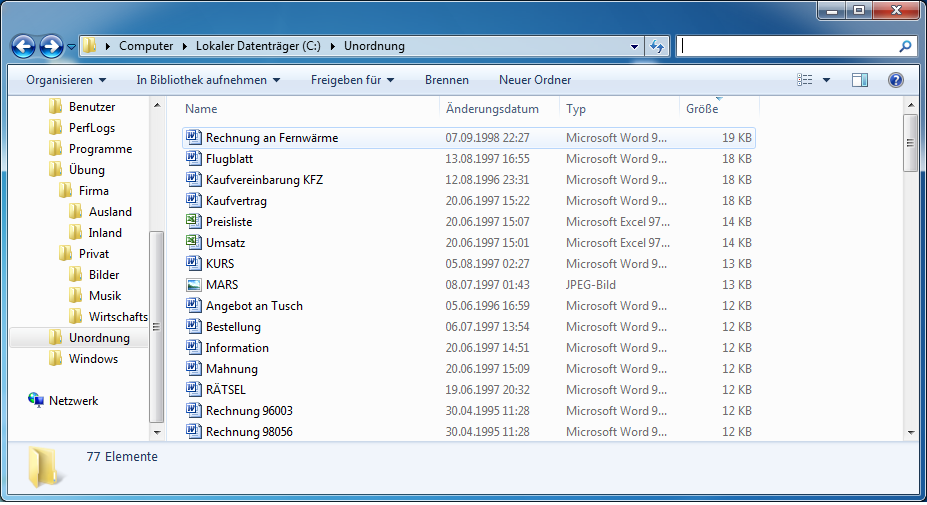 Computer Lokaler Datenträger (C:) Unordnung
Organisieren In Bibliothek aufnehmen Freigeben für Brennen Neuer Ordner
Benutzer
PerfLogs
Programme
Übung
Firma
Ausland
Inland
Privat
Bilder
Musik
Wirtschafts
Unordnung
Windows
Netzwerk
Name Änderungsdatum Typ Größe
Rechnung an Fernwärme 07.09.1998 22:27 Microsoft Word 9... 19 KB
Flugblatt 13.08.1997 16:55 Microsoft Word 9... 18 KB
Kaufvereinbarung KFZ 12.08.1996 23:31 Microsoft Word 9... 18 KB
Kaufvertrag 20.06.1997 15:22 Microsoft Word 9... 18 KB
Preisliste 20.06.1997 15:07 Microsoft Excel 97... 14 KB
Umsatz 20.06.1997 15:01 Microsoft Excel 97... 14 KB
KURS 05.08.1997 02:27 Microsoft Word 9... 13 KB
MARS 08.07.1997 01:43 JPEG-Bild 13 KB
Angebot an Tusch 05.06.1996 16:59 Microsoft Word 9... 12 KB
Bestellung 06.07.1997 13:54 Microsoft Word 9... 12 KB
Information 20.06.1997 14:51 Microsoft Word 9... 12 KB
Mahnung 20.06.1997 15:09 Microsoft Word 9... 12 KB
RÄTSEL 19.06.1997 20:32 Microsoft Word 9... 12 KB
Rechnung 96003 30.04.1995 11:28 Microsoft Word 9... 12 KB
Rechnung 98056 30.04.1995 11:28 Microsoft Word 9... 12 KB
77 Elemente